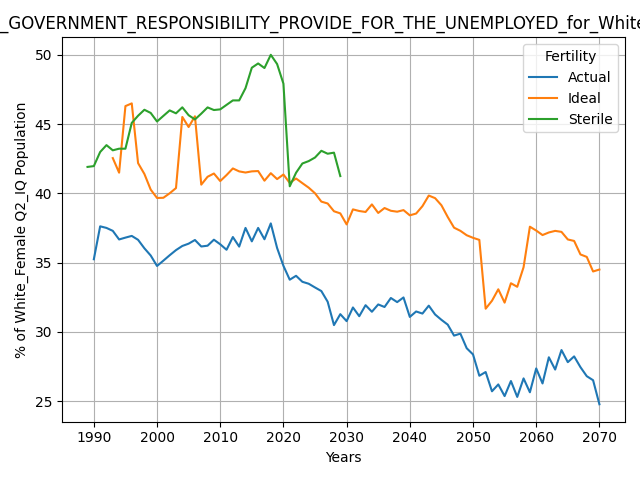 _GOVERNMENT_RESPONSIBILITY_PROVIDE_FOR_THE_UNEMPLOYED_for_White
Fertility
Actual
Ideal
Sterile
% of White_Female Q2_IQ Population
50
45
40
35
30
25
1990 2000 2010 2020 2030 2040 2050 2060 2070
Years